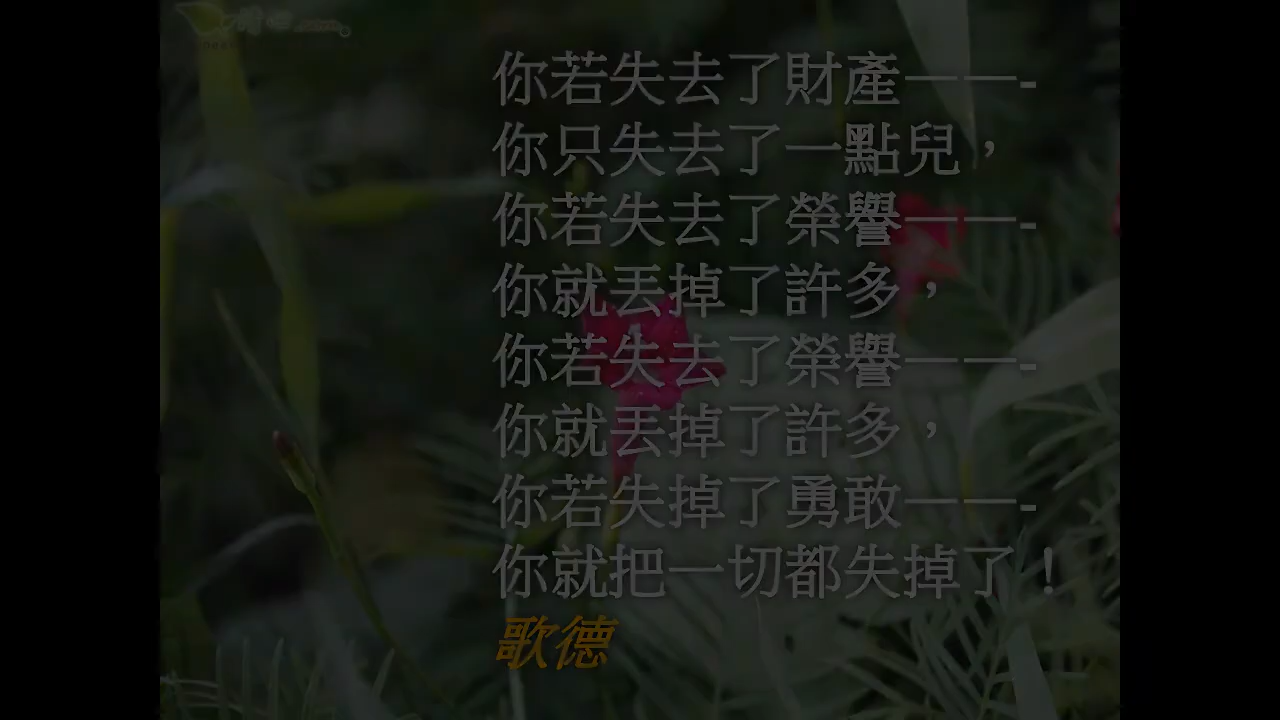 你若失去了財產——-
你只失去了一點兒，
你若失去了榮譽——-
你就丟掉了許多，
你若失去了榮譽——-
你就丟掉了許多，
你若失掉了勇敢——-
你就把一切都失掉了！
歌德